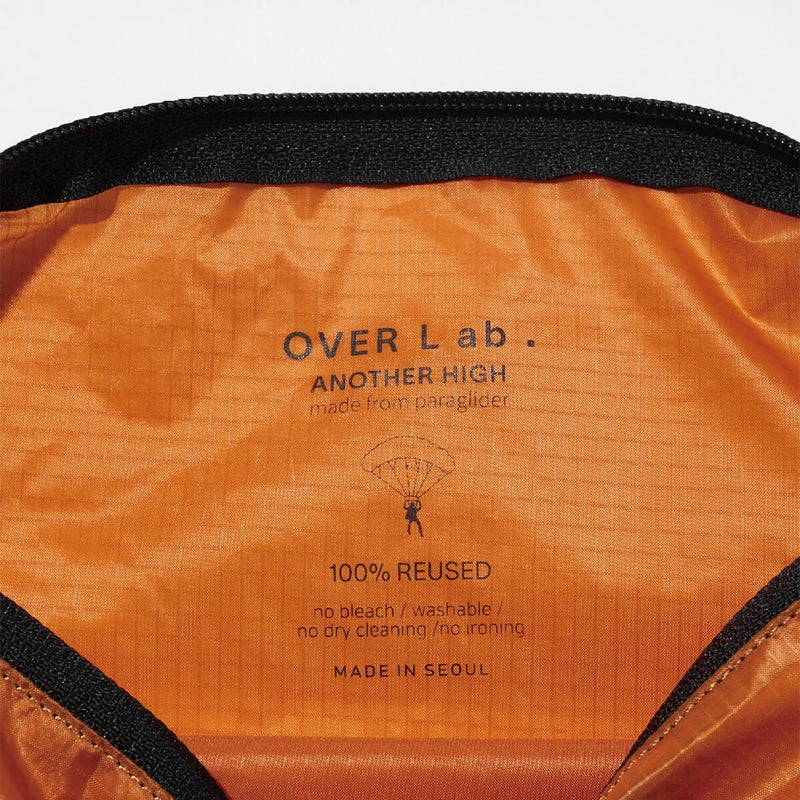 OVER Lab.
ANOTHER HIGH
made from paraglider
100% REUSED
no bleach / washable /
no dry cleaning /no ironing
MADE IN SEOUL